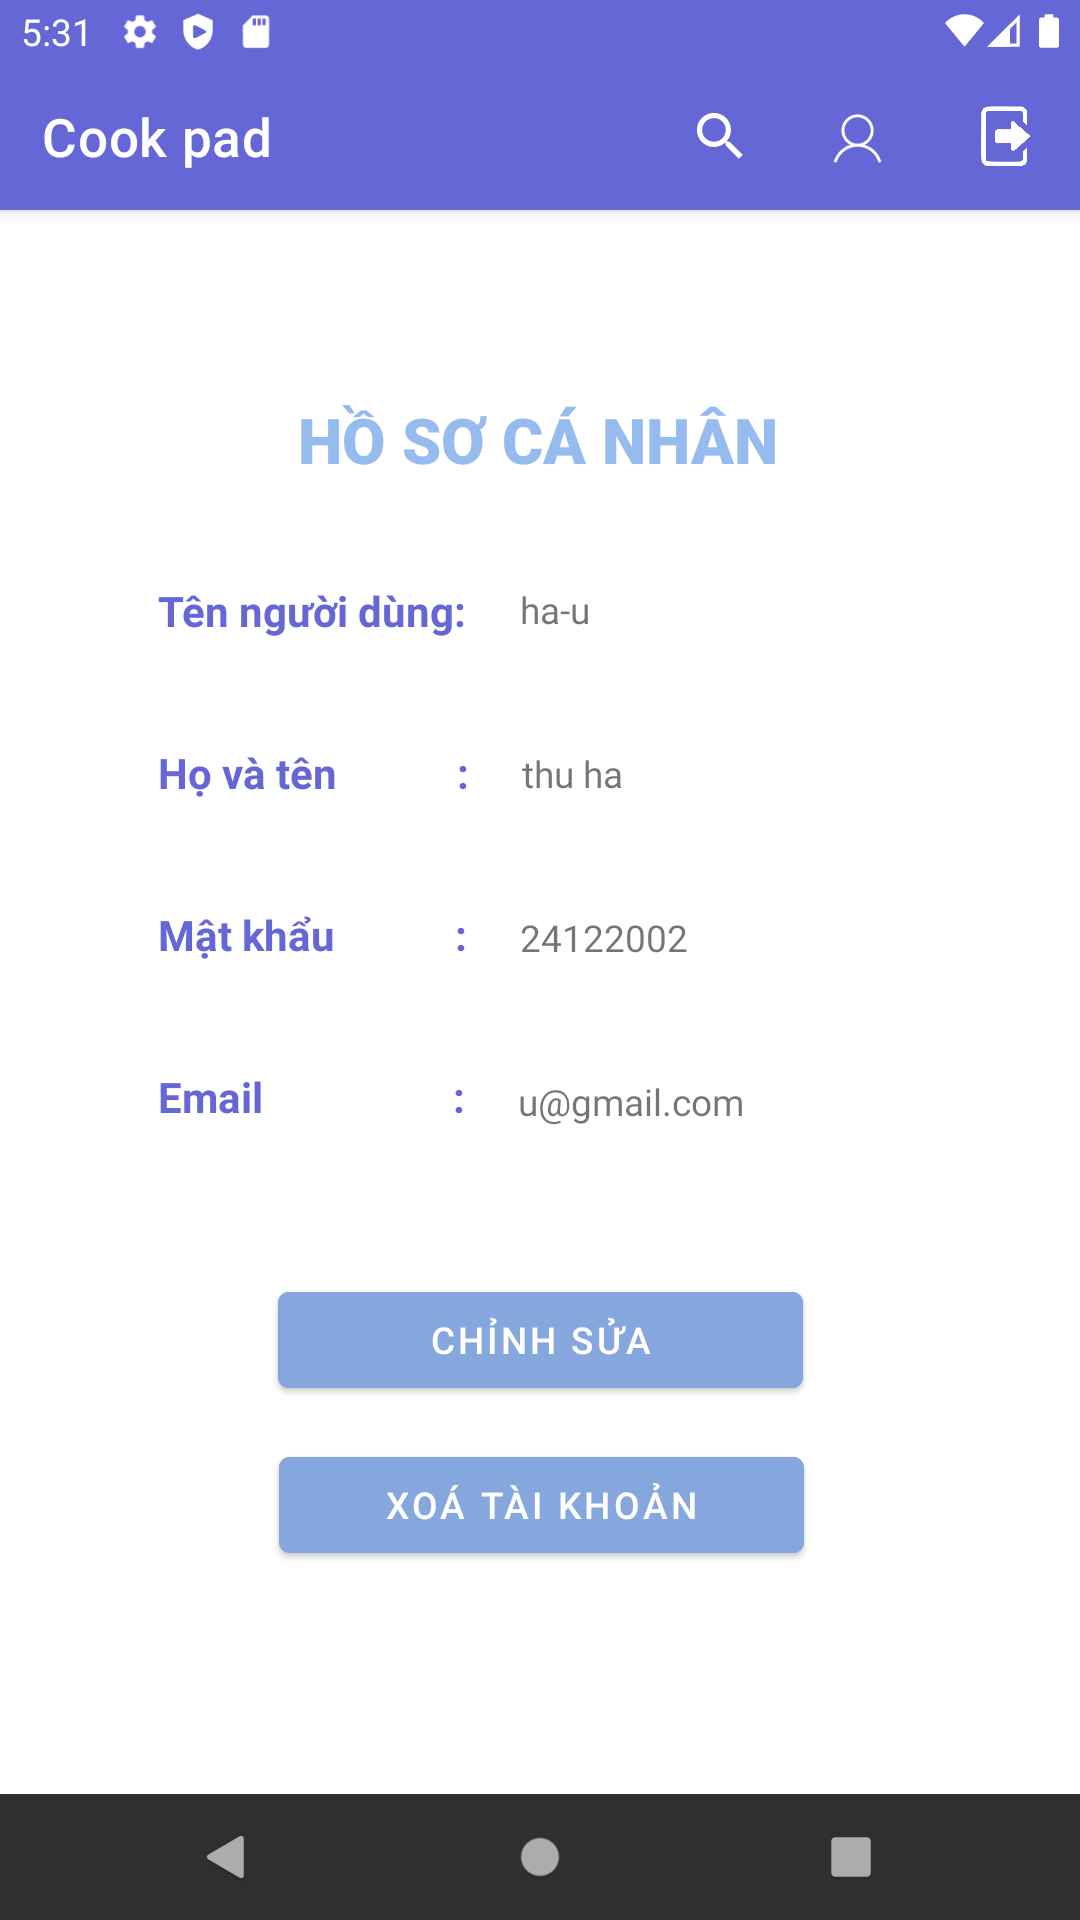 5:31
Cook pad
HỒ SƠ CÁ NHÂN
Tên người dùng: ha-u
Họ và tên : thu ha
Mật khẩu : 24122002
Email : u@gmail.com
CHỈNH SỬA
XOÁ TÀI KHOẢN